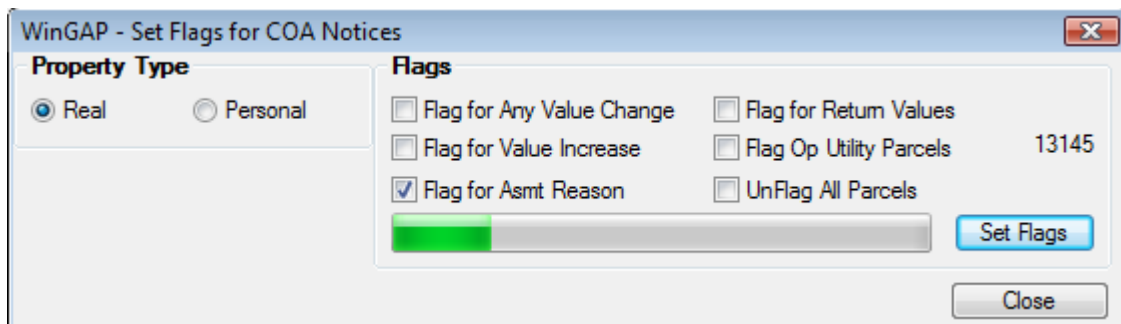 WinGAP - Set Flags for COA Notices
Property Type
Real Personal
Flags
Flag for Any Value Change Flag for Return Values
Flag for Value Increase Flag Op Utility Parcels 13145
Flag for Asmt Reason UnFlag All Parcels
Set Flags
Close